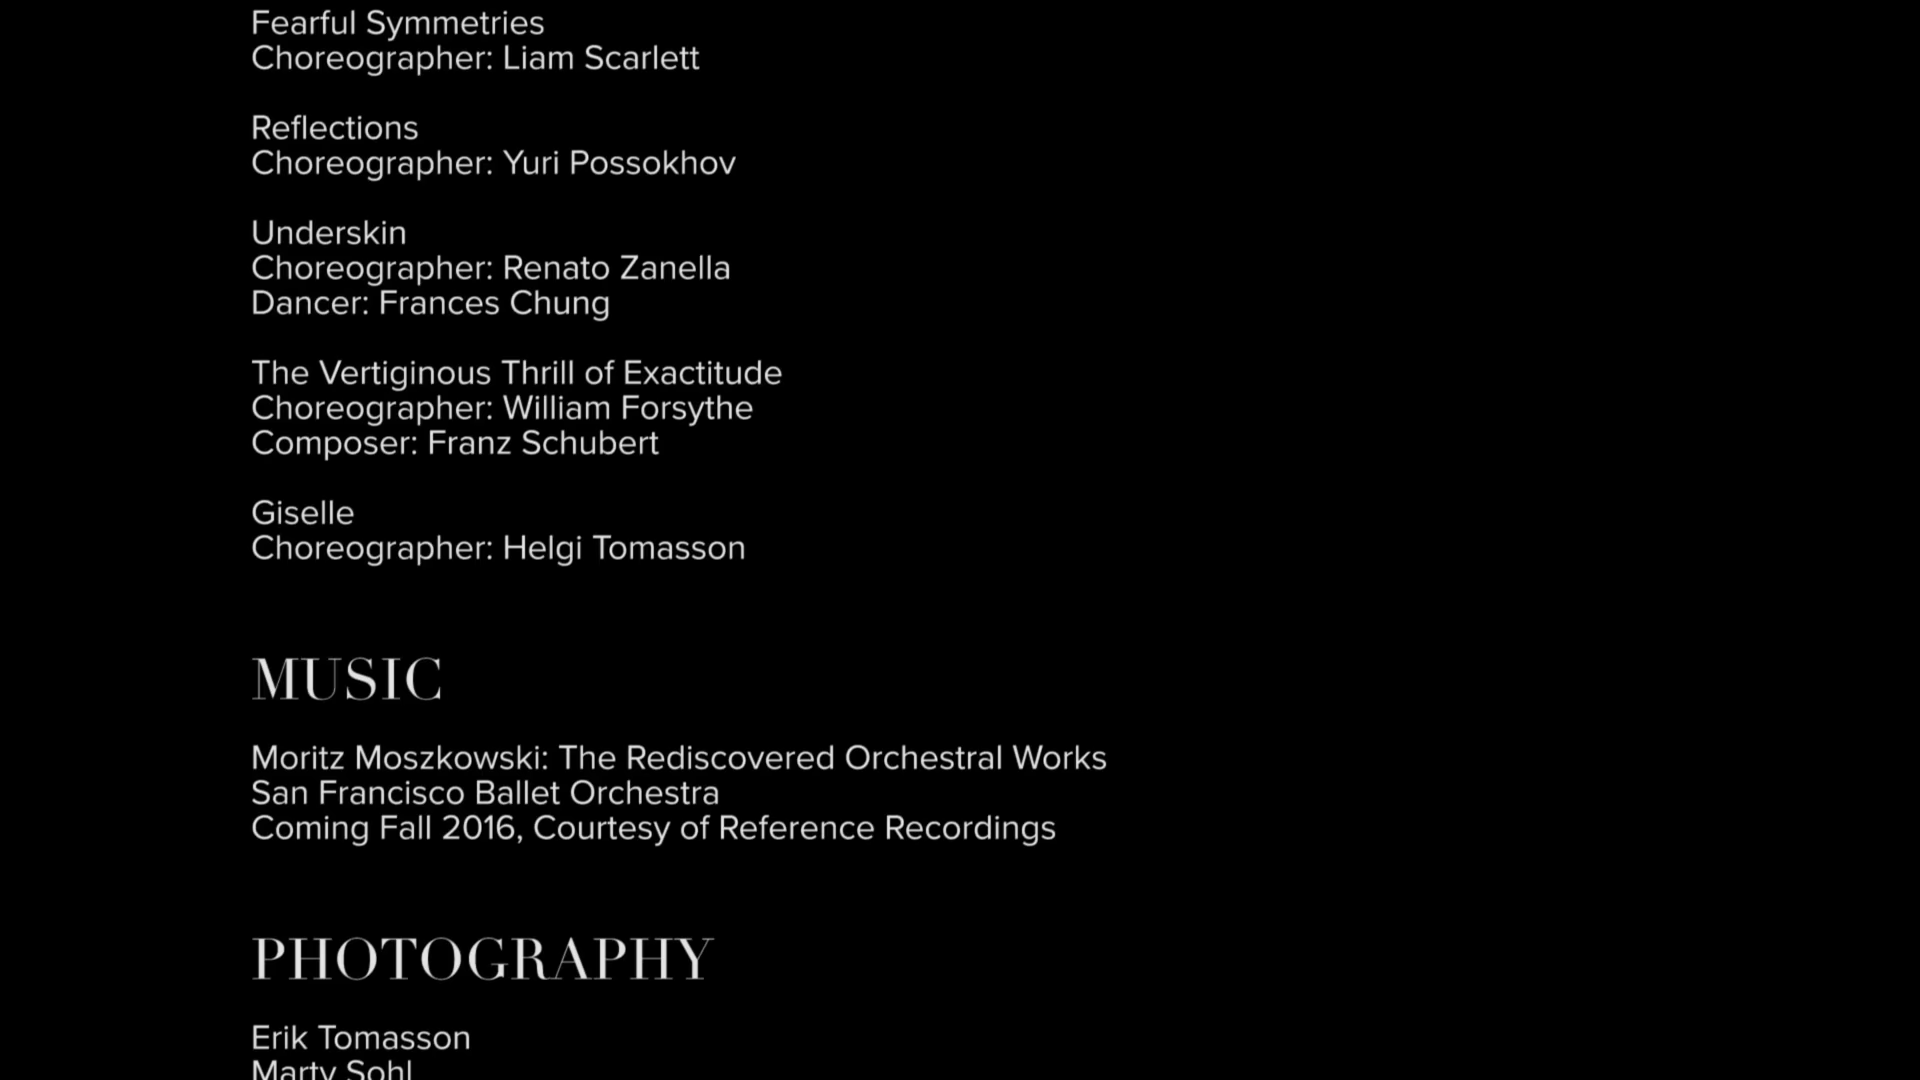 Fearful Symmetries
Choreographer: Liam Scarlett
Reflections
Choreographer: Yuri Possokhov
Underskin
Choreographer: Renato Zanella
Dancer: Frances Chung
The Vertiginous Thrill of Exactitude
Choreographer: William Forsythe
Composer: Franz Schubert
Giselle
Choreographer: Helgi Tomasson
MUSIC
Moritz Moszkowski: The Rediscovered Orchestral Works
San Francisco Ballet Orchestra
Coming Fall 2016, Courtesy of Reference Recordings
PHOTOGRAPHY
Erik Tomasson
Marty Sohl